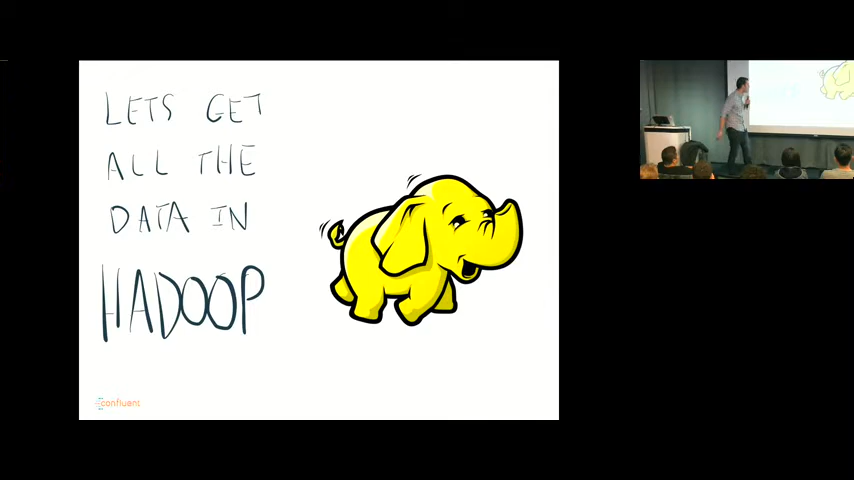 LETS GET
ALL THE
DATA IN
HADOOP
confluent